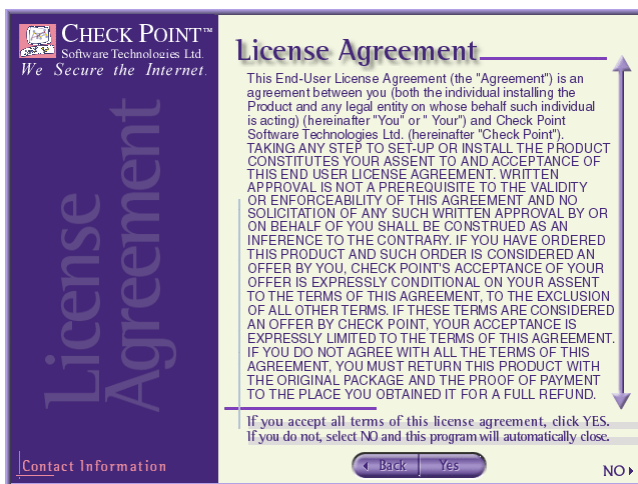 CHECK POINT™
Software Technologies Ltd.
We Secure the Internet.
License Agreement
License Agreement
This End-User License Agreement (the "Agreement") is an
agreement between you (both the individual installing the
Product and any legal entity on whose behalf such individual
is acting) (hereinafter "You" or " Your") and Check Point
Software Technologies Ltd. (hereinafter "Check Point").
TAKING ANY STEP TO SET-UP OR INSTALL THE PRODUCT
CONSTITUTES YOUR ASSENT TO AND ACCEPTANCE OF
THIS END USER LICENSE AGREEMENT. WRITTEN
APPROVAL IS NOT A PREREQUISITE TO THE VALIDITY
OR ENFORCEABILITY OF THIS AGREEMENT AND NO
SOLICITATION OF ANY SUCH WRITTEN APPROVAL BY OR
ON BEHALF OF YOU SHALL BE CONSTRUED AS AN
INFERENCE TO THE CONTRARY. IF YOU HAVE ORDERED
THIS PRODUCT AND SUCH ORDER IS CONSIDERED AN
OFFER BY YOU, CHECK POINT'S ACCEPTANCE OF YOUR
OFFER IS EXPRESSLY CONDITIONAL ON YOUR ASSENT
TO THE TERMS OF THIS AGREEMENT, TO THE EXCLUSION
OF ALL OTHER TERMS. IF THESE TERMS ARE CONSIDERED
AN OFFER BY CHECK POINT, YOUR ACCEPTANCE IS
EXPRESSLY LIMITED TO THE TERMS OF THIS AGREEMENT.
IF YOU DO NOT AGREE WITH ALL THE TERMS OF THIS
AGREEMENT, YOU MUST RETURN THIS PRODUCT WITH
THE ORIGINAL PACKAGE AND THE PROOF OF PAYMENT
TO THE PLACE YOU OBTAINED IT FOR A FULL REFUND.
If you accept all terms of this license agreement, click YES.
If you do not, select NO and this program will automatically close.
Contact Information
Back
Yes
NO